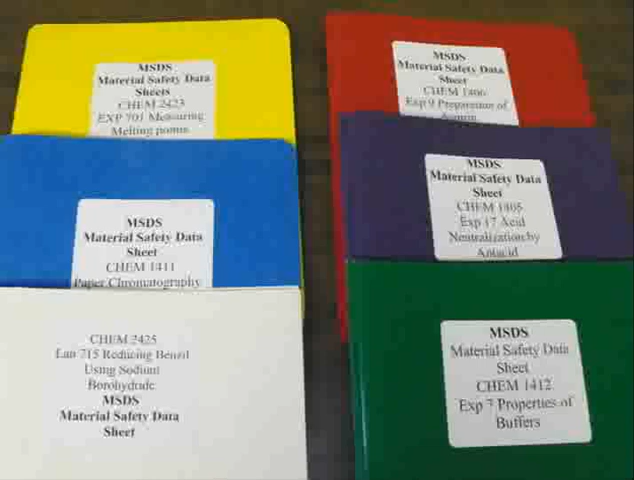 MSDS
Material Safety Data
Sheets
CHEM 2423
EXP 701 Measuring
Melting points
MSDS
Material Safety Data
Sheet
CHEM 1411
Paper Chromatography
CHEM 2425
Lab 715 Reducing Benzil
Using Sodium
Borohydride
MSDS
Material Safety Data
Sheet
MSDS
Material Safety Data
Sheet
CHEM 1406
Exp 9 Preparation of
MSDS
Material Safety Data
Sheet
CHEM 1405
Exp 17 Acid
Neutralization by
Antacid
MSDS
Material Safety Data
Sheet
CHEM 1412
Exp 7 Properties of
Buffers